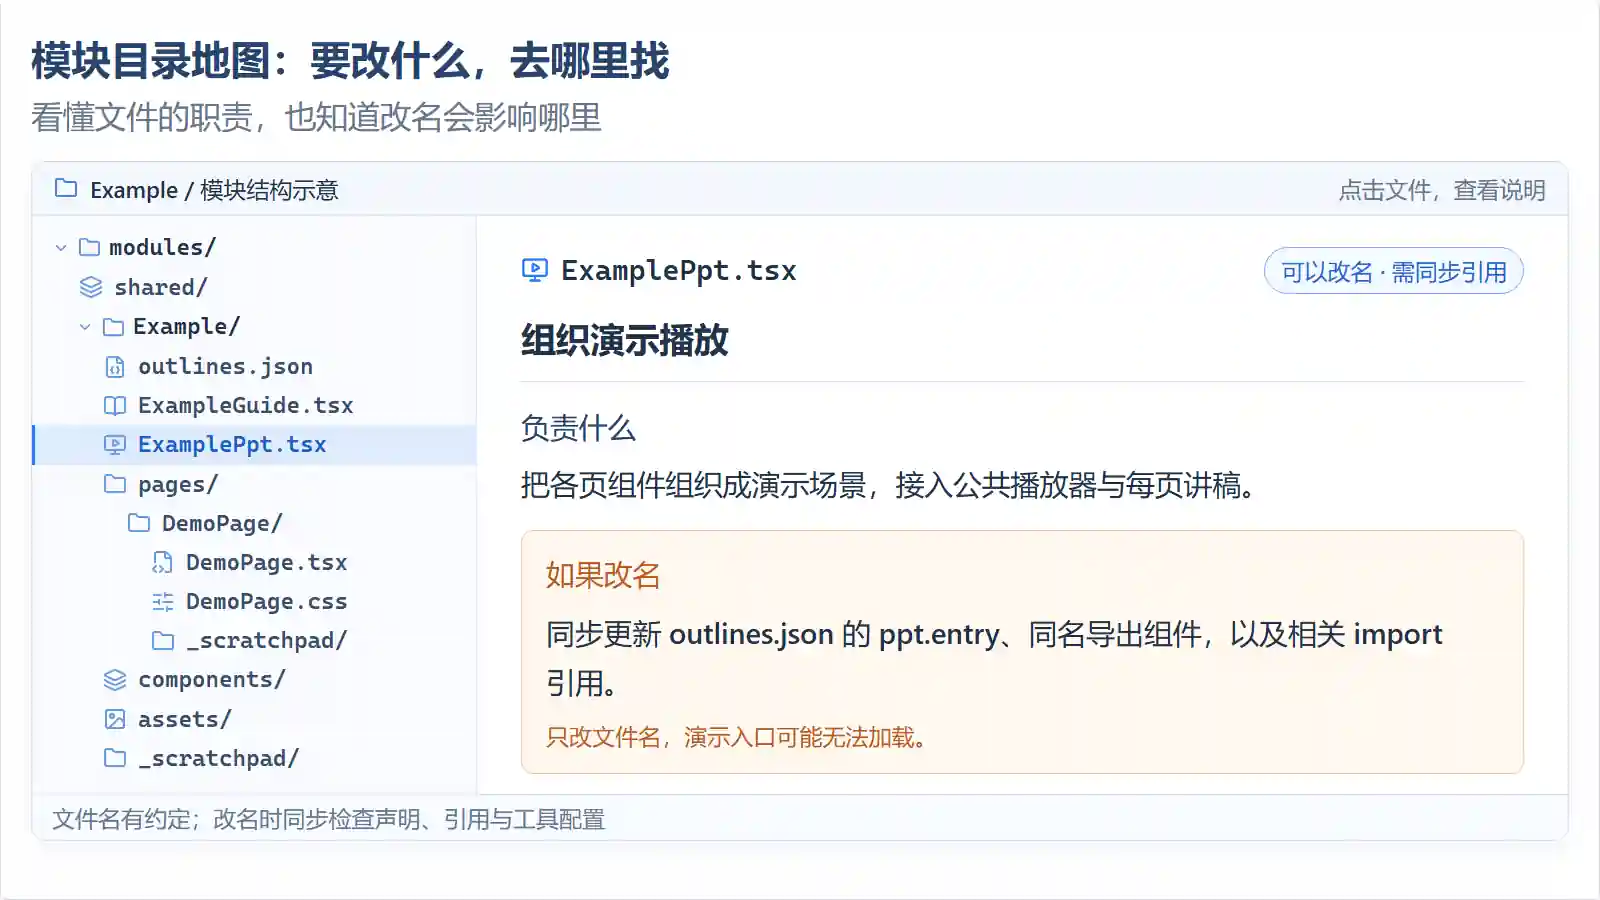 模块目录地图：要改什么，去哪里找
看懂文件的职责，也知道改名会影响哪里
Example / 模块结构示意
点击文件，查看说明
modules/
shared/
Example/
outlines.json
ExampleGuide.tsx
ExamplePpt.tsx
pages/
DemoPage/
DemoPage.tsx
DemoPage.css
_scratchpad/
components/
assets/
_scratchpad/
ExamplePpt.tsx
可以改名 · 需同步引用
组织演示播放
负责什么
把各页组件组织成演示场景，接入公共播放器与每页讲稿。
如果改名
同步更新 outlines.json 的 ppt.entry、同名导出组件，以及相关 import
引用。
只改文件名，演示入口可能无法加载。
文件名有约定；改名时同步检查声明、引用与工具配置